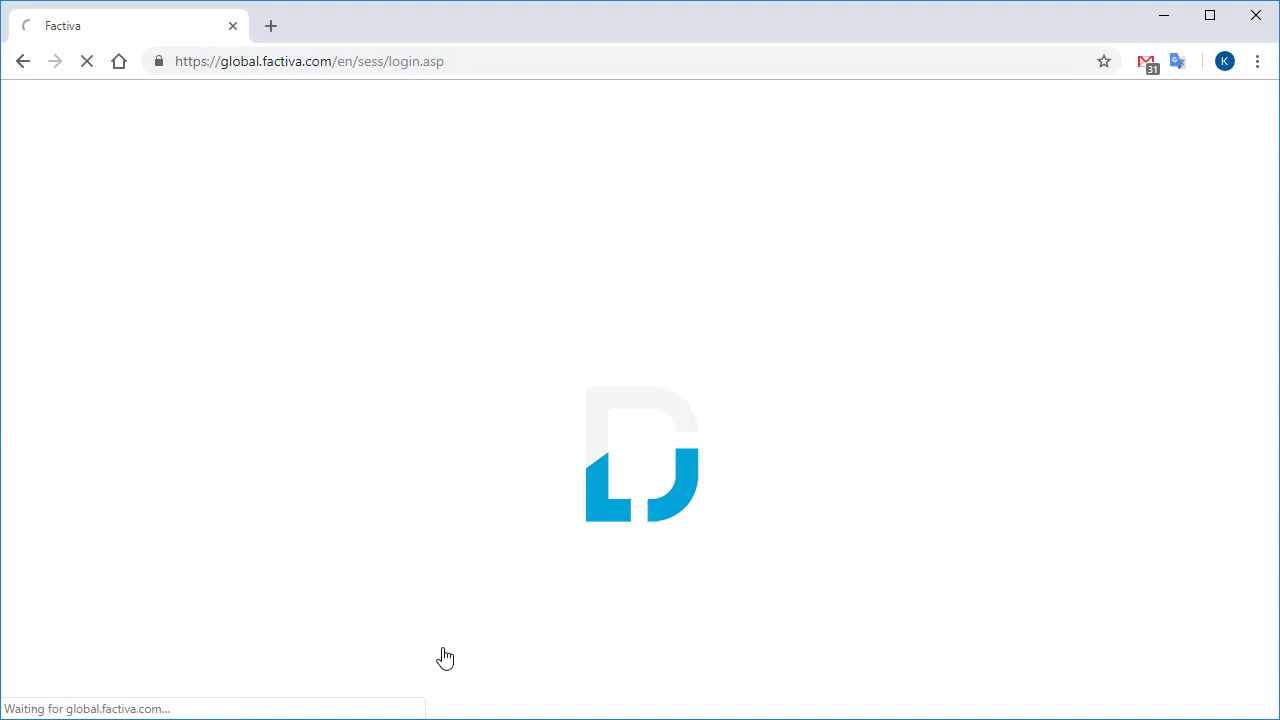 Factiva
https://global.factiva.com/en/sess/login.asp
31
G
K
D
Waiting for global.factiva.com...